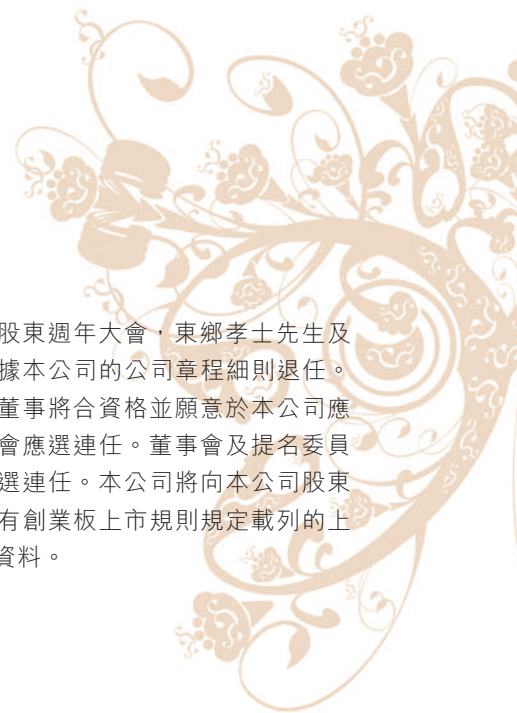 股東週年大會，東鄉孝士先生及
據本公司的公司章程細則退任。
董事將合資格並願意於本公司應
會應選連任。董事會及提名委員
選連任。本公司將向本公司股東
有創業板上市規則規定載列的上
資料。